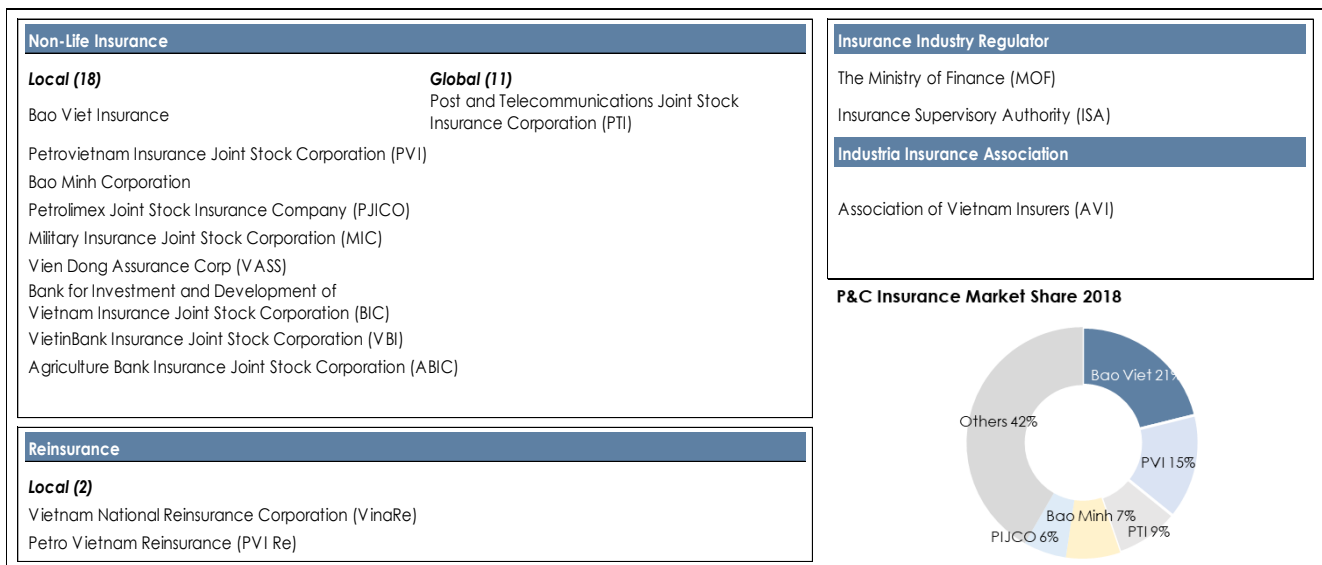 Non-Life Insurance
Local (18)
Global (11)
Bao Viet Insurance
Post and Telecommunications Joint Stock
Insurance Corporation (PTI)
Petrovietnam Insurance Joint Stock Corporation (PVI)
Bao Minh Corporation
Petrolimex Joint Stock Insurance Company (PJICO)
Military Insurance Joint Stock Corporation (MIC)
Vien Dong Assurance Corp (VASS)
Bank for Investment and Development of
Vietnam Insurance Joint Stock Corporation (BIC)
VietinBank Insurance Joint Stock Corporation (VBI)
Agriculture Bank Insurance Joint Stock Corporation (ABIC)
Reinsurance
Local (2)
Vietnam National Reinsurance Corporation (VinaRe)
Petro Vietnam Reinsurance (PVI Re)
Insurance Industry Regulator
The Ministry of Finance (MOF)
Insurance Supervisory Authority (ISA)
Industria Insurance Association
Association of Vietnam Insurers (AVI)
P&C Insurance Market Share 2018
Bao Viet 21%
Others 42%
PVI 15%
Bao Minh 7%
PTI 9%
PIJCO 6%